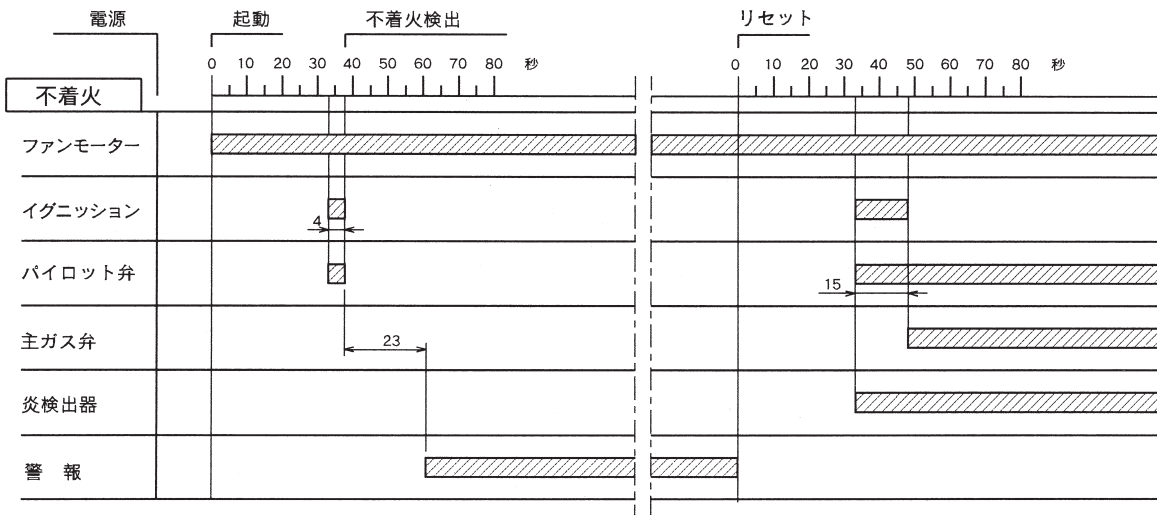 電源 起動 不着火検出 リセット
0 10 20 30 40 50 60 70 80 秒 0 10 20 30 40 50 60 70 80 秒
不着火
ファンモーター
イグニッション
4
パイロット弁
15
主ガス弁
23
炎検出器
警 報